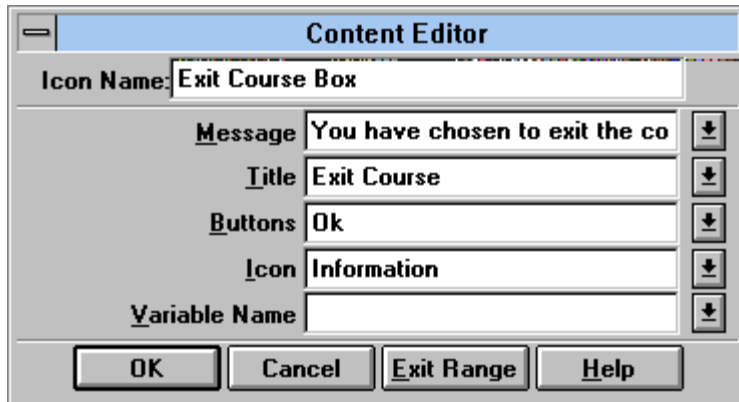 Content Editor
Icon Name: Exit Course Box
Message You have chosen to exit the co
Title Exit Course
Buttons Ok
Icon Information
Variable Name
OK Cancel Exit Range Help